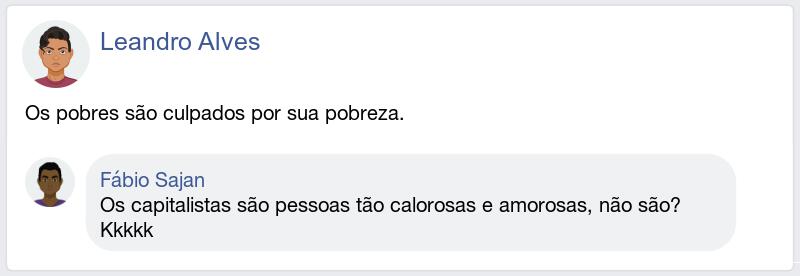 Leandro Alves
Os pobres são culpados por sua pobreza.
Fábio Sajan
Os capitalistas são pessoas tão calorosas e amorosas, não são?
Kkkkk